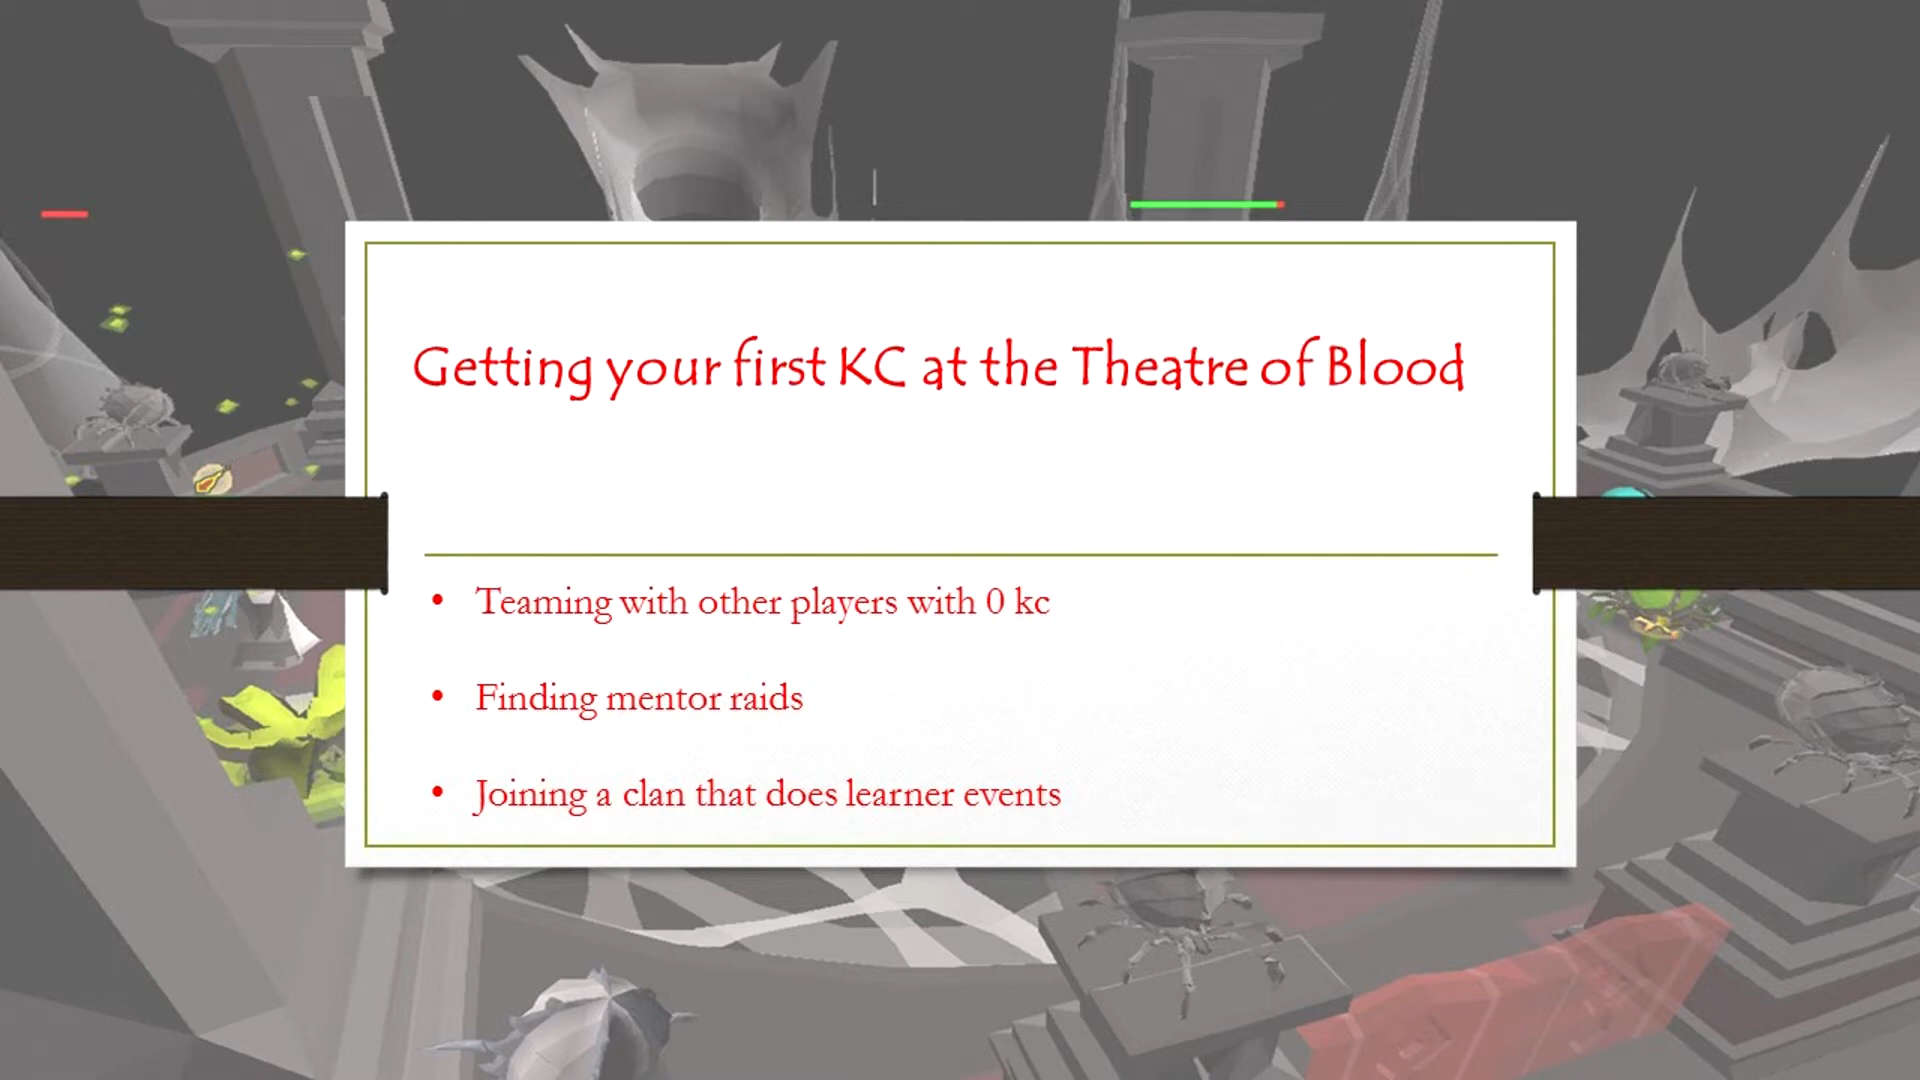 Getting your first KC at the Theatre of Blood
• Teaming with other players with 0 kc
• Finding mentor raids
• Joining a clan that does learner events